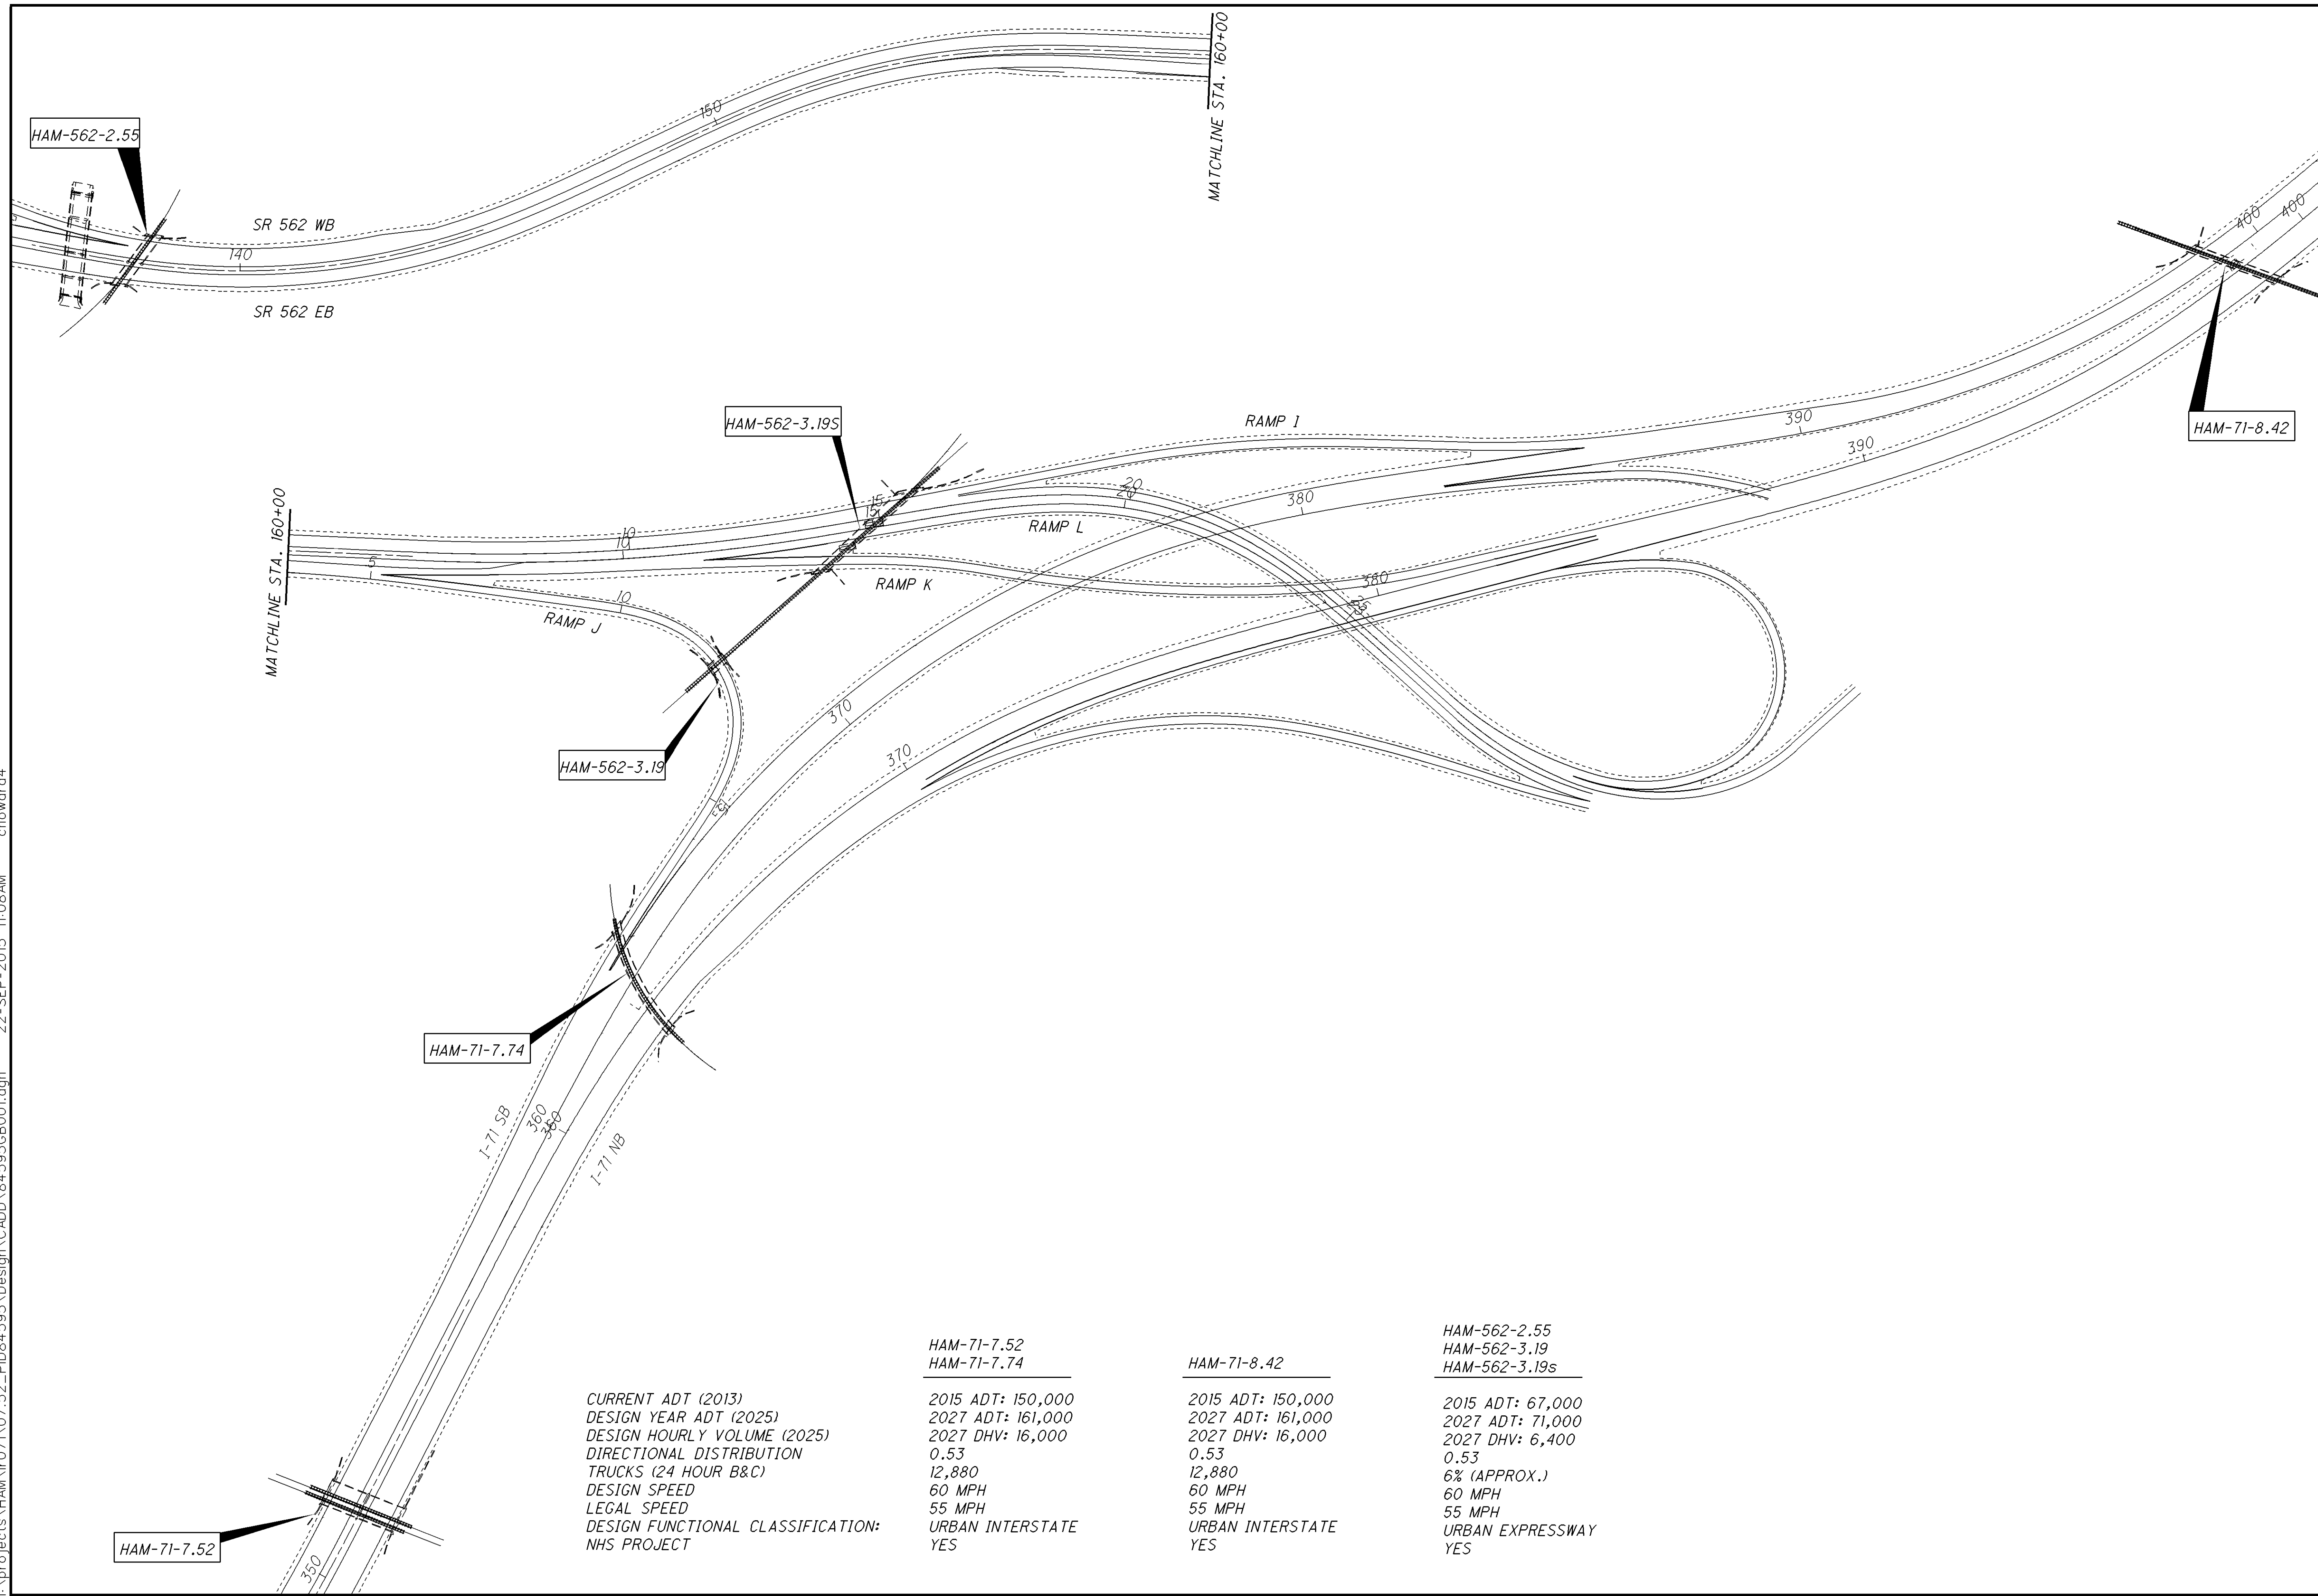 MATCHLINE STA. 160+00
HAM-562-2.55
150
SR 562 WB
140
SR 562 EB
400
400
HAM-562-3.19S
RAMP I
390
390
HAM-71-8.42
MATCHLINE STA. 160+00
15
15
20
20
380
RAMP L
10
10
5
RAMP K
380
25
10
RAMP J
370
370
HAM-562-3.19
15
HAM-71-7.74
I-71 SB
360
360
I-71 NB
HAM-71-7.52
350
HAM-71-7.52
HAM-71-7.74
HAM-71-8.42
HAM-562-2.55
HAM-562-3.19
HAM-562-3.19s
CURRENT ADT (2013) 2015 ADT: 150,000 2015 ADT: 150,000 2015 ADT: 67,000
DESIGN YEAR ADT (2025) 2027 ADT: 161,000 2027 ADT: 161,000 2027 ADT: 71,000
DESIGN HOURLY VOLUME (2025) 2027 DHV: 16,000 2027 DHV: 16,000 2027 DHV: 6,400
DIRECTIONAL DISTRIBUTION 0.53 0.53 0.53
TRUCKS (24 HOUR B&C) 12,880 12,880 6% (APPROX.)
DESIGN SPEED 60 MPH 60 MPH 60 MPH
LEGAL SPEED 55 MPH 55 MPH 55 MPH
DESIGN FUNCTIONAL CLASSIFICATION: URBAN INTERSTATE URBAN INTERSTATE URBAN EXPRESSWAY
NHS PROJECT YES YES YES